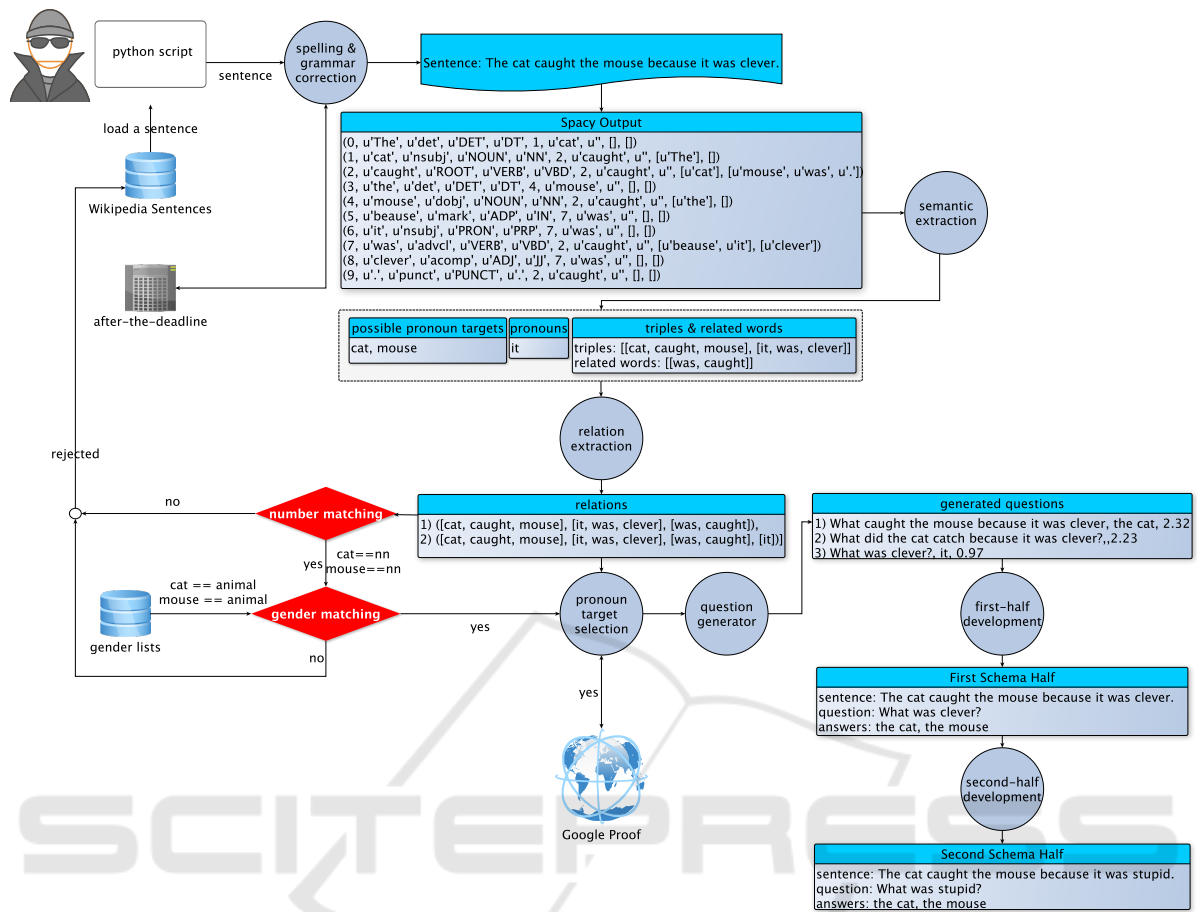 python script
sentence
spelling &
grammar
correction
Sentence: The cat caught the mouse because it was clever.
load a sentence
Wikipedia Sentences
after-the-deadline
Spacy Output
(0, u'The', u'det', u'DET', u'DT', 1, u'cat', u'', [], [])
(1, u'cat', u'nsubj', u'NOUN', u'NN', 2, u'caught', u'', [u'The'], [])
(2, u'caught', u'ROOT', u'VERB', u'VBD', 2, u'caught', u'', [u'cat'], [u'mouse', u'was', u'.'])
(3, u'the', u'det', u'DET', u'DT', 4, u'mouse', u'', [], [])
(4, u'mouse', u'dobj', u'NOUN', u'NN', 2, u'caught', u'', [u'the'], [])
(5, u'beause', u'mark', u'ADP', u'IN', 7, u'was', u'', [], [])
(6, u'it', u'nsubj', u'PRON', u'PRP', 7, u'was', u'', [], [])
(7, u'was', u'advcl', u'VERB', u'VBD', 2, u'caught', u'', [u'beause', u'it'], [u'clever'])
(8, u'clever', u'acomp', u'ADJ', u'JJ', 7, u'was', u'', [], [])
(9, u'.', u'punct', u'PUNCT', u'.', 2, u'caught', u'', [], [])
semantic
extraction
possible pronoun targets
cat, mouse
pronouns
it
triples & related words
triples: [[cat, caught, mouse], [it, was, clever]]
related words: [[was, caught]]
relation
extraction
rejected
no
number matching
relations
1) ([cat, caught, mouse], [it, was, clever], [was, caught]),
2) ([cat, caught, mouse], [it, was, clever], [was, caught], [it])]
generated questions
1) What caught the mouse because it was clever, the cat, 2.32
2) What did the cat catch because it was clever?,,2.23
3) What was clever?, it, 0.97
yes
cat==nn
mouse==nn
cat == animal
mouse == animal
gender lists
gender matching
yes
no
pronoun
target
selection
question
generator
first-half
development
yes
Google Proof
First Schema Half
sentence: The cat caught the mouse because it was clever.
question: What was clever?
answers: the cat, the mouse
second-half
development
Second Schema Half
sentence: The cat caught the mouse because it was stupid.
question: What was stupid?
answers: the cat, the mouse
SCITEPRESS